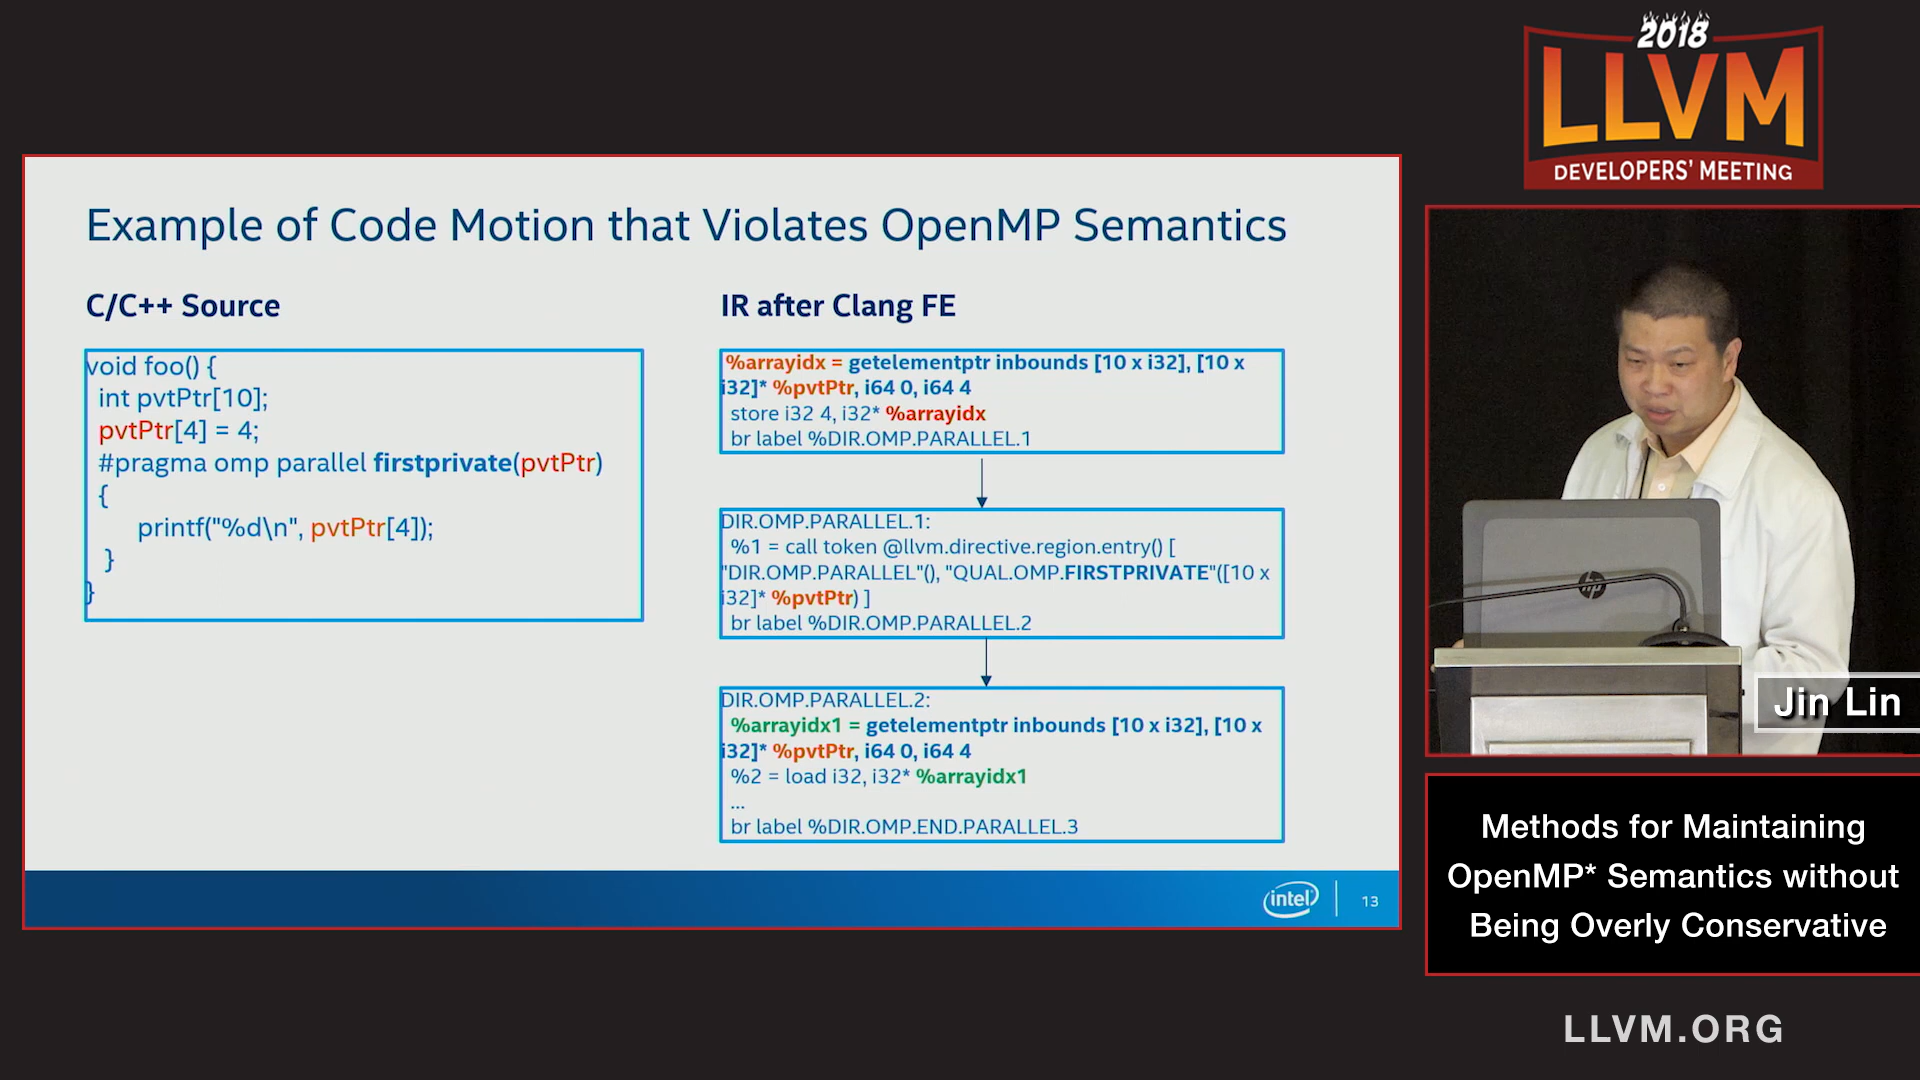 2018
LLVM
DEVELOPERS' MEETING
Example of Code Motion that Violates OpenMP Semantics
C/C++ Source
void foo() {
int pvtPtr[10];
pvtPtr[4] = 4;
#pragma omp parallel firstprivate(pvtPtr)
{
printf("%d\n", pvtPtr[4]);
}
}
IR after Clang FE
%arrayidx = getelementptr inbounds [10 x i32], [10 x
i32]* %pvtPtr, i64 0, i64 4
store i32 4, i32* %arrayidx
br label %DIR.OMP.PARALLEL.1
DIR.OMP.PARALLEL.1:
%1 = call token @llvm.directive.region.entry() [
"DIR.OMP.PARALLEL"(), "QUAL.OMP.FIRSTPRIVATE"([10 x
i32]* %pvtPtr) ]
br label %DIR.OMP.PARALLEL.2
DIR.OMP.PARALLEL.2:
%arrayidx1 = getelementptr inbounds [10 x i32], [10 x
i32]* %pvtPtr, i64 0, i64 4
%2 = load i32, i32* %arrayidx1
...
br label %DIR.OMP.END.PARALLEL.3
intel
13
hp
Jin Lin
Methods for Maintaining
OpenMP* Semantics without
Being Overly Conservative
LLVM.ORG